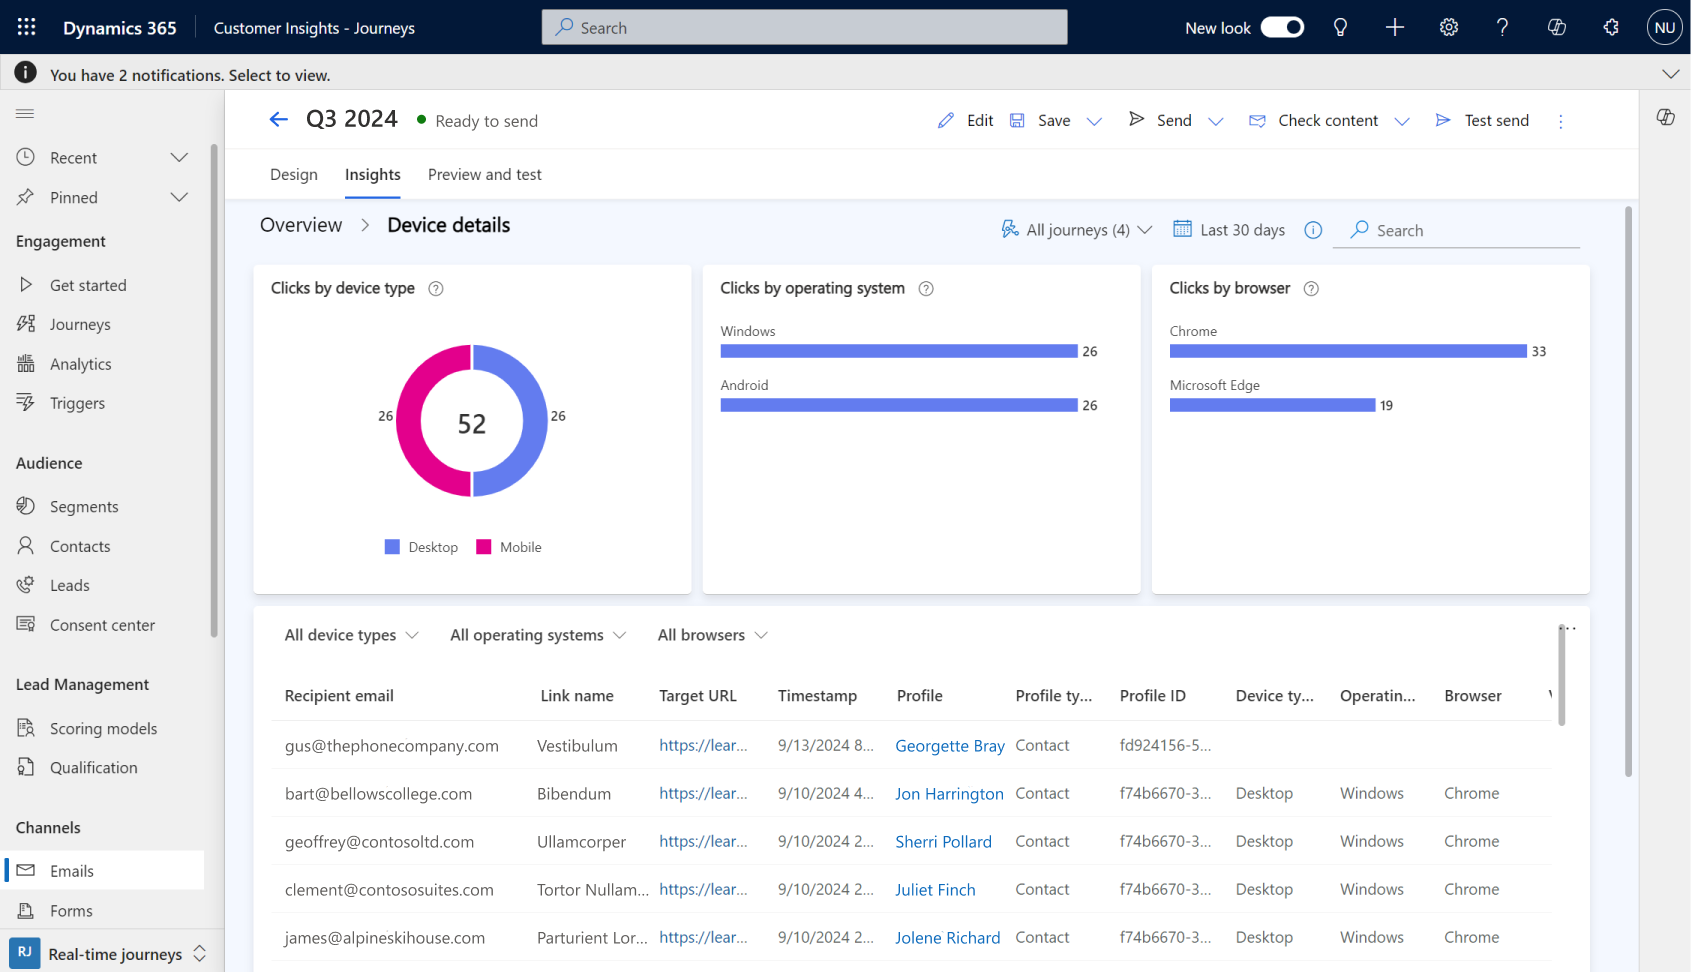 Dynamics 365
Customer Insights - Journeys
Search
New look
NU
You have 2 notifications. Select to view.
Recent
Pinned
Engagement
Get started
Journeys
Analytics
Triggers
Audience
Segments
Contacts
Leads
Consent center
Lead Management
Scoring models
Qualification
Channels
Emails
Forms
RJ Real-time journeys
Q3 2024 Ready to send
Edit Save Send Check content Test send
Design Insights Preview and test
Overview > Device details
All journeys (4) Last 30 days Search
Clicks by device type
26 52 26
Desktop Mobile
Clicks by operating system
Windows
26
Android
26
Clicks by browser
Chrome
33
Microsoft Edge
19
All device types All operating systems All browsers
Recipient email Link name Target URL Timestamp Profile Profile ty... Profile ID Device ty... Operatin... Browser
gus@thephonecompany.com Vestibulum https://lear... 9/13/2024 8... Georgette Bray Contact fd924156-5...
bart@bellowscollege.com Bibendum https://lear... 9/10/2024 4... Jon Harrington Contact f74b6670-3... Desktop Windows Chrome
geoffrey@contosoltd.com Ullamcorper https://lear... 9/10/2024 2... Sherri Pollard Contact f74b6670-3... Desktop Windows Chrome
clement@contososuites.com Tortor Nullam... https://lear... 9/10/2024 2... Juliet Finch Contact f74b6670-3... Desktop Windows Chrome
james@alpineskihouse.com Parturient Lor... https://lear... 9/10/2024 2... Jolene Richard Contact f74b6670-3... Desktop Windows Chrome